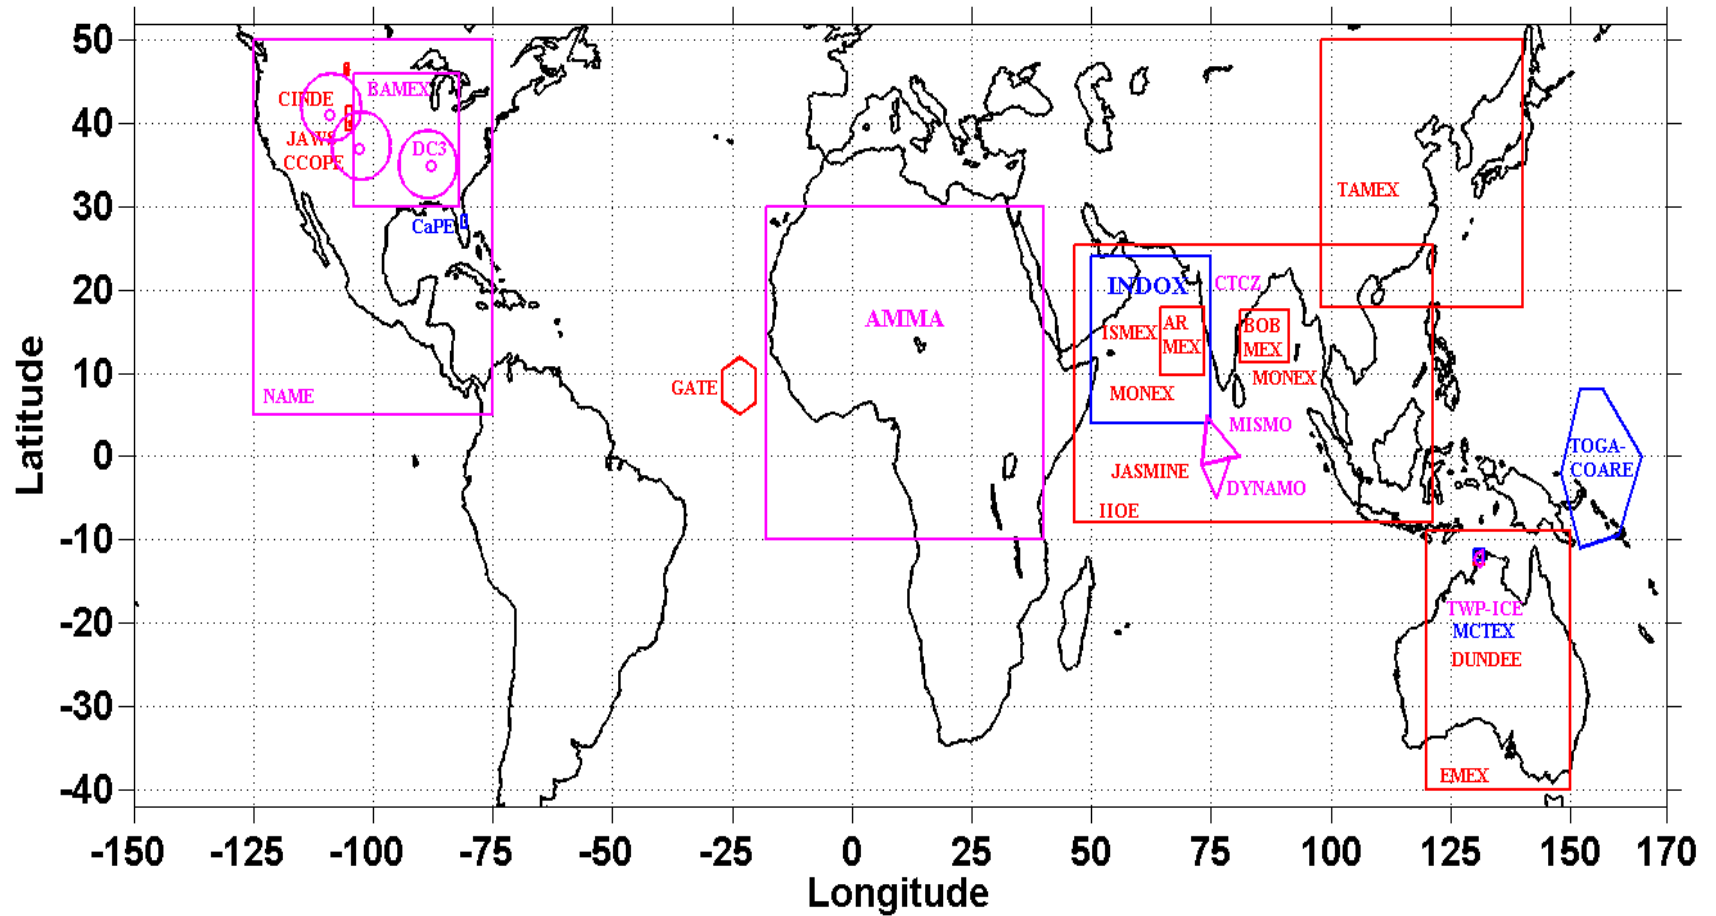 50
40
30
20
10
0
-10
-20
-30
-40
Latitude
CINDE
BAMEX
JAWS
CCOPE
DC3
CaPE
NAME
GATE
AMMA
TAMEX
INDOX
CTCZ
ISMEX
AR
MEX
BOB
MEX
MONEX
MONEX
MISMO
JASMINE
DYNAMO
IIOE
TOGA-
COARE
TWP-ICE
MCTEX
DUNDEE
EMEX
-150 -125 -100 -75 -50 -25 0 25 50 75 100 125 150 170
Longitude